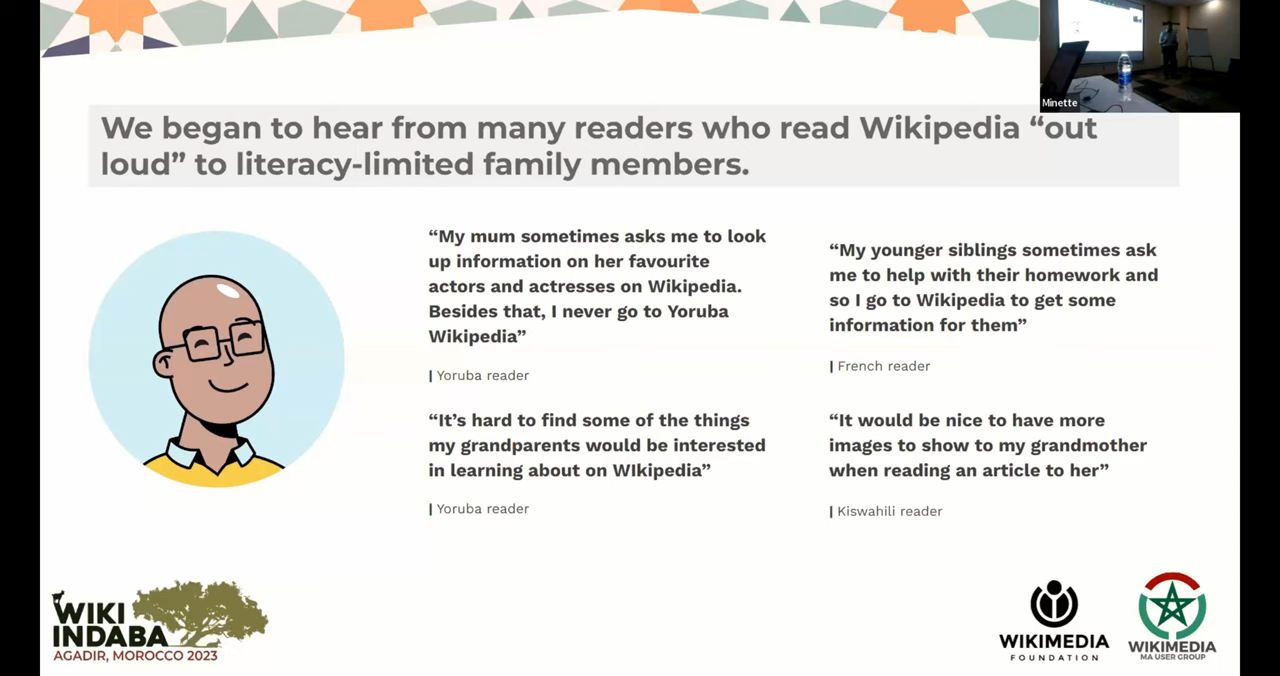 Minette
We began to hear from many readers who read Wikipedia “out
loud” to literacy-limited family members.
“My mum sometimes asks me to look
up information on her favourite
actors and actresses on Wikipedia.
Besides that, I never go to Yoruba
Wikipedia”
| Yoruba reader
“My younger siblings sometimes ask
me to help with their homework and
so I go to Wikipedia to get some
information for them”
| French reader
“It’s hard to find some of the things
my grandparents would be interested
in learning about on WIkipedia”
| Yoruba reader
“It would be nice to have more
images to show to my grandmother
when reading an article to her”
| Kiswahili reader
WIKI
INDABA
AGADIR, MOROCCO 2023
WIKIMEDIA
FOUNDATION
WIKIMEDIA
MA USER GROUP